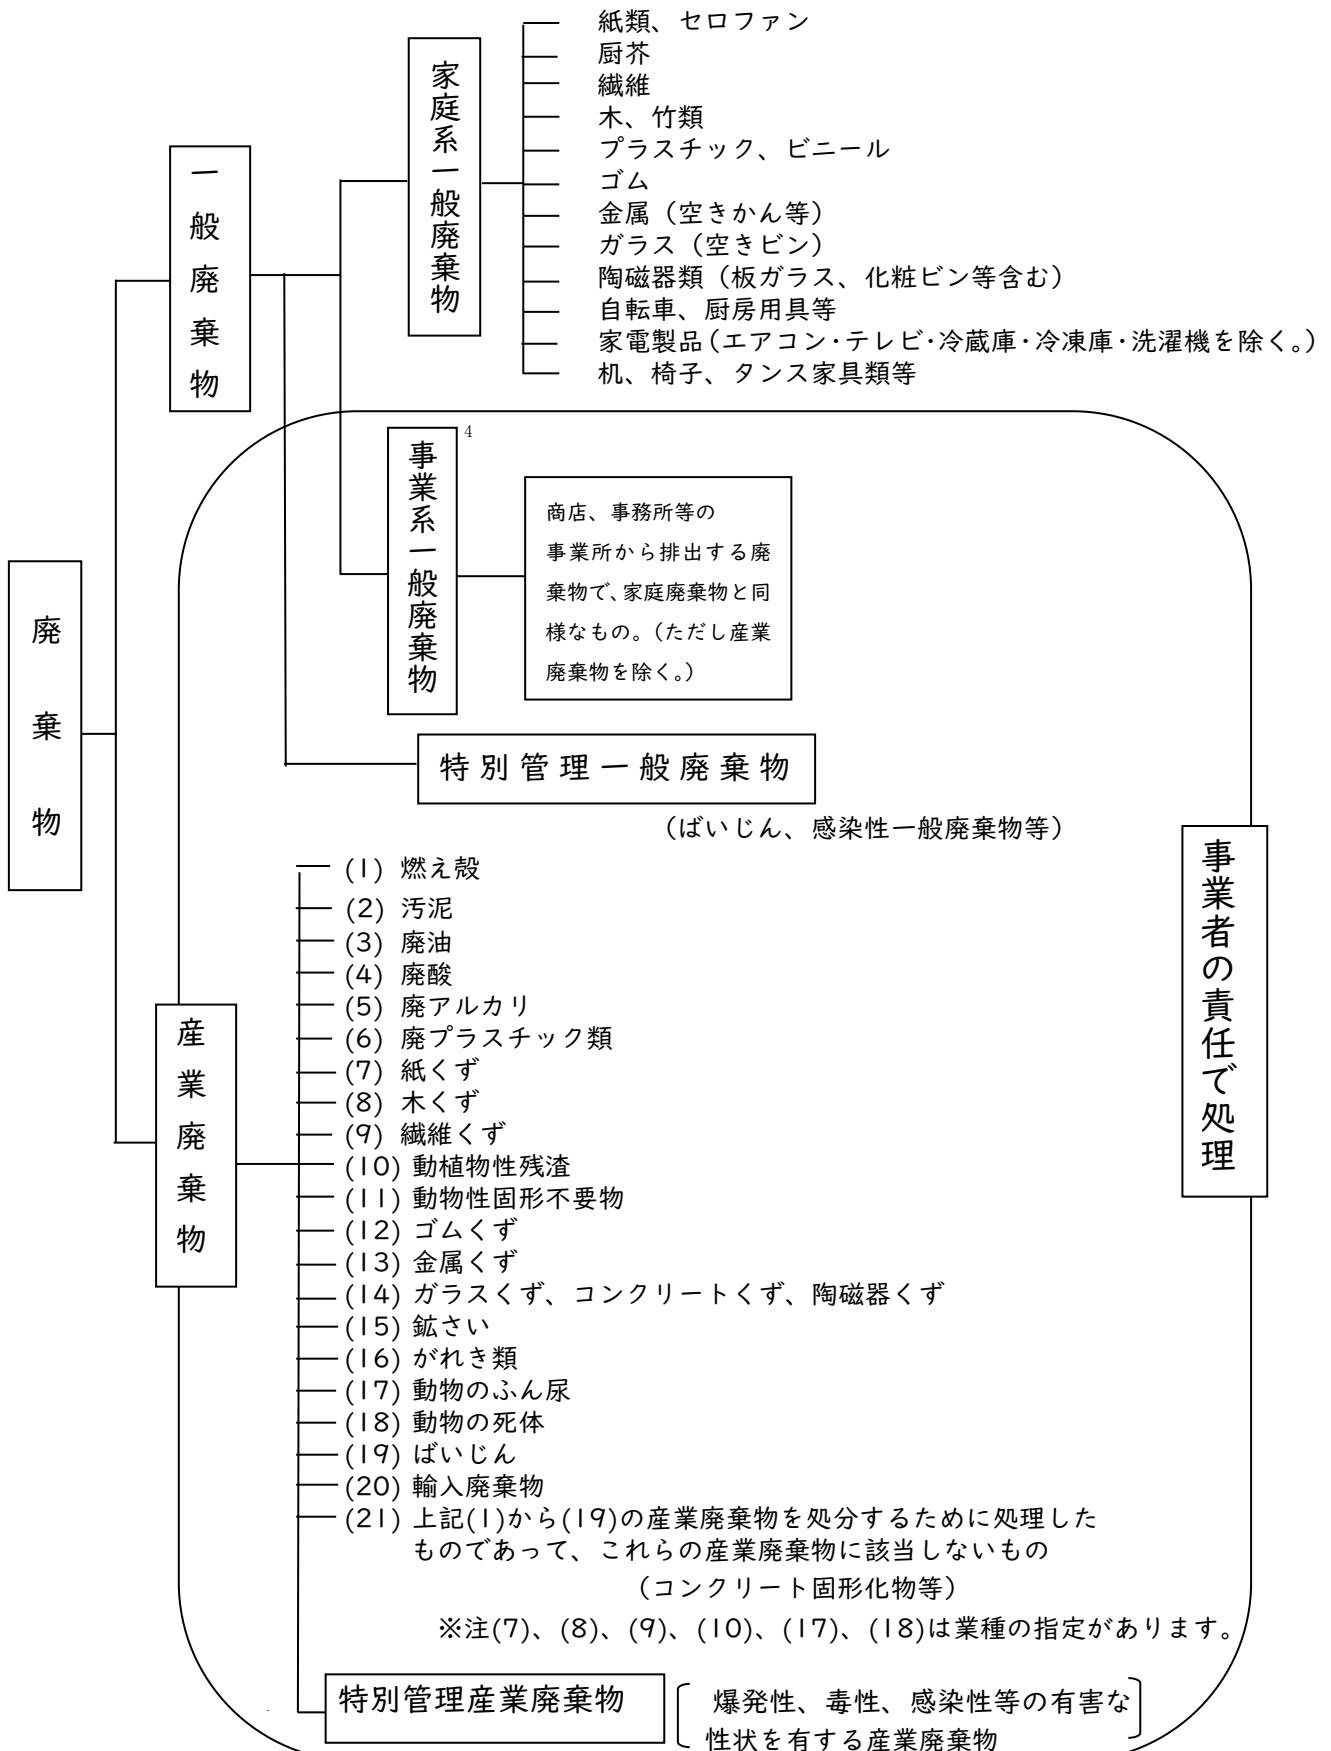 廃棄物
一般廃棄物
家庭系一般廃棄物
紙類、セロファン
厨芥
繊維
木、竹類
プラスチック、ビニール
ゴム
金属（空きかん等）
ガラス（空きビン）
陶磁器類（板ガラス、化粧ビン等含む）
自転車、厨房用具等
家電製品（エアコン・テレビ・冷蔵庫・冷凍庫・洗濯機を除く。）
机、椅子、タンス家具類等
事業系一般廃棄物
4
商店、事務所等の
事業所から排出する廃
棄物で、家庭廃棄物と同
様なもの。（ただし産業
廃棄物を除く。）
特別管理一般廃棄物
（ばいじん、感染性一般廃棄物等）
事業者の責任で処理
産業廃棄物
(1) 燃え殻
(2) 汚泥
(3) 廃油
(4) 廃酸
(5) 廃アルカリ
(6) 廃プラスチック類
(7) 紙くず
(8) 木くず
(9) 繊維くず
(10) 動植物性残渣
(11) 動物性固形不要物
(12) ゴムくず
(13) 金属くず
(14) ガラスくず、コンクリートくず、陶磁器くず
(15) 鉱さい
(16) がれき類
(17) 動物のふん尿
(18) 動物の死体
(19) ばいじん
(20) 輸入廃棄物
(21) 上記(1)から(19)の産業廃棄物を処分するために処理した
ものであって、これらの産業廃棄物に該当しないもの
（コンクリート固形化物等）
※注(7)、(8)、(9)、(10)、(17)、(18)は業種の指定があります。
特別管理産業廃棄物
爆発性、毒性、感染性等の有害な
性状を有する産業廃棄物